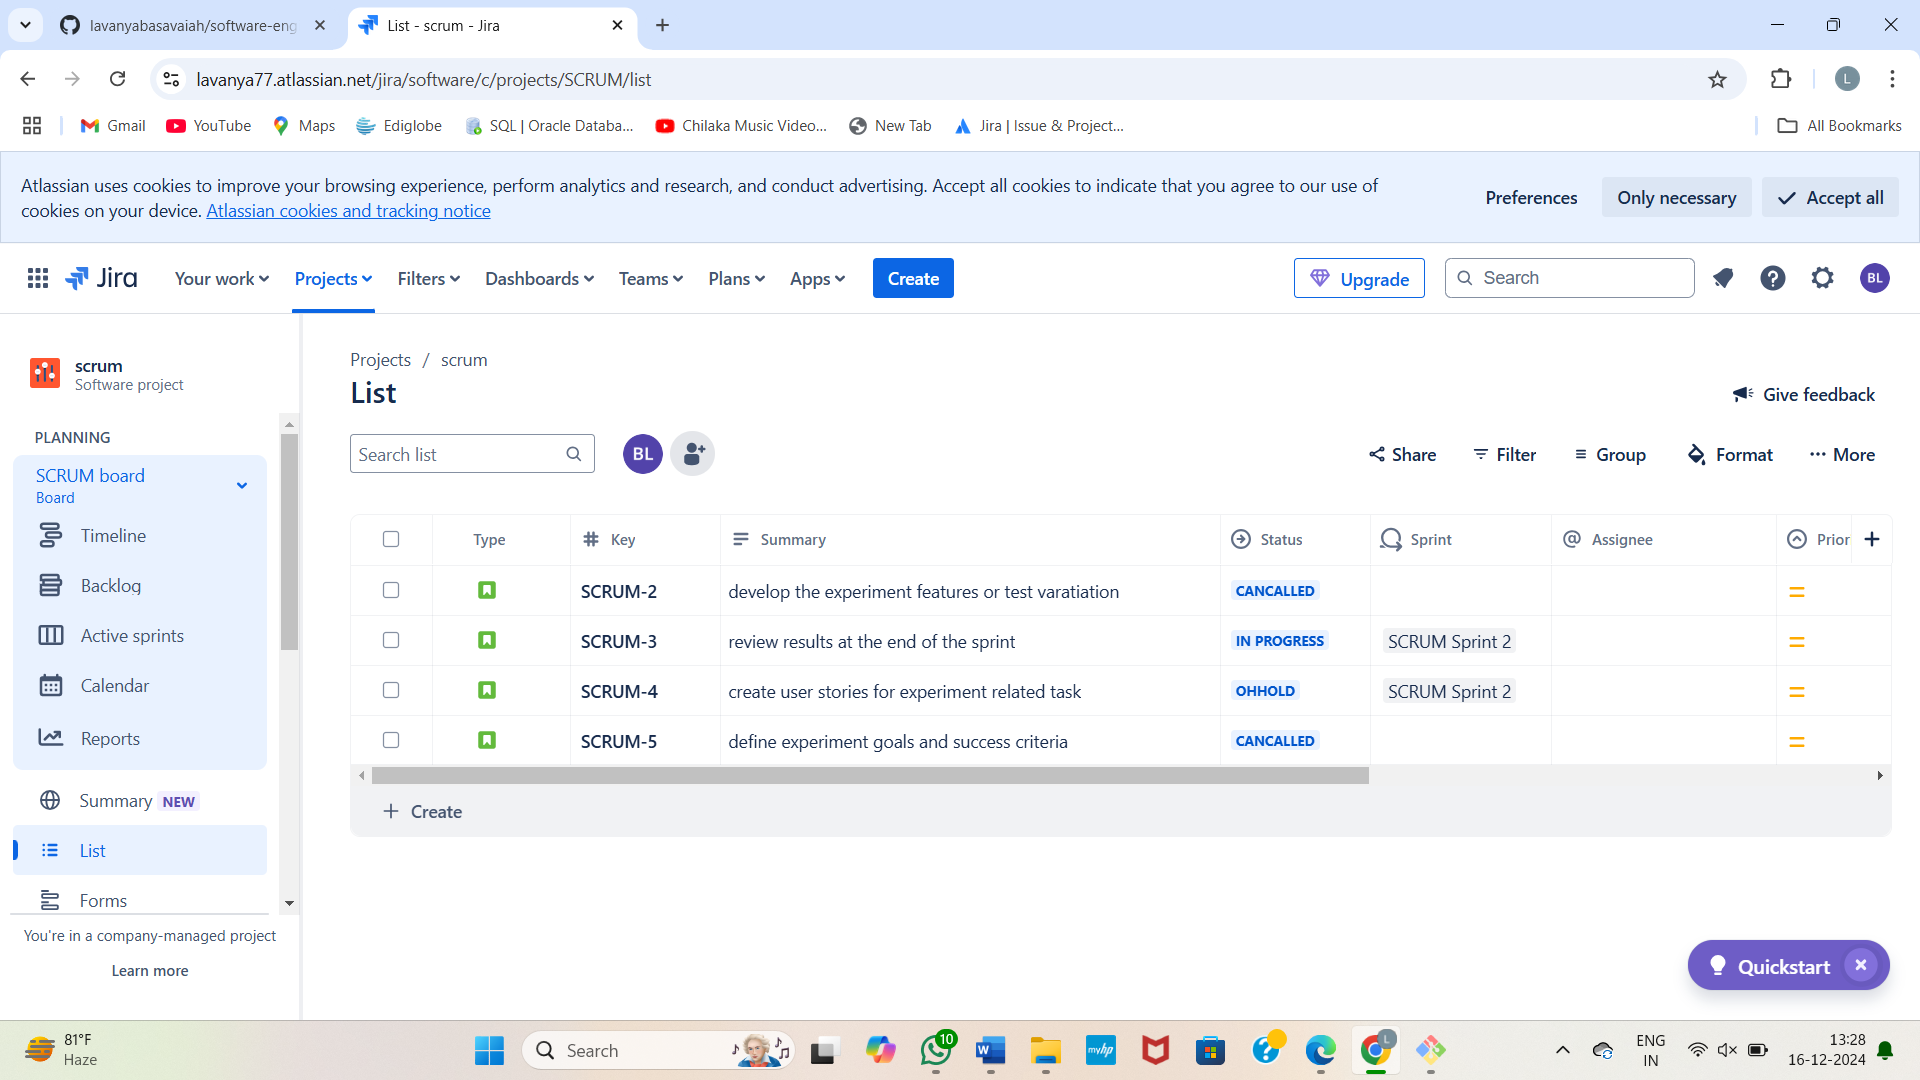 lavanyabasavaiah/software-eng
List - scrum - Jira
lavanya77.atlassian.net/jira/software/c/projects/SCRUM/list
L
Gmail YouTube Maps Ediglobe SQL | Oracle Databa... Chilaka Music Video... New Tab Jira | Issue & Project... All Bookmarks
Atlassian uses cookies to improve your browsing experience, perform analytics and research, and conduct advertising. Accept all cookies to indicate that you agree to our use of
cookies on your device. Atlassian cookies and tracking notice
Preferences Only necessary Accept all
Jira Your work Projects Filters Dashboards Teams Plans Apps Create Upgrade Search BL
scrum
Software project
PLANNING
SCRUM board
Board
Timeline
Backlog
Active sprints
Calendar
Reports
Summary NEW
List
Forms
You're in a company-managed project
Learn more
Projects / scrum
List
Give feedback
Search list BL Share Filter Group Format More
Type Key Summary Status Sprint Assignee Prior
SCRUM-2 develop the experiment features or test varatiation CANCELLED
SCRUM-3 review results at the end of the sprint IN PROGRESS SCRUM Sprint 2
SCRUM-4 create user stories for experiment related task OHHOLD SCRUM Sprint 2
SCRUM-5 define experiment goals and success criteria CANCELLED
+ Create
Quickstart
81°F
Haze
Search
10
W
myhp
L
ENG
IN
13:28
16-12-2024